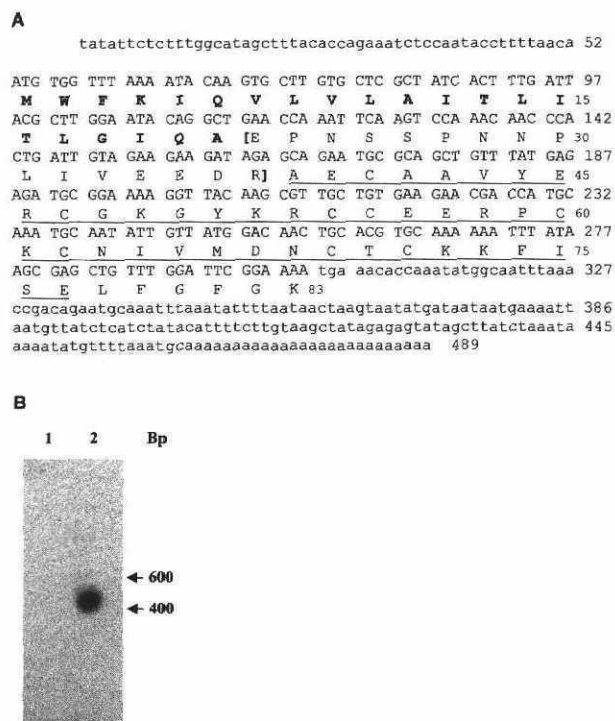 A
tatattctctttggcatagctttacaccagaaatctccaataccttttaaca 52
ATG TGG TTT AAA ATA CAA GTG CTT GTG CTC GCT ATC ACT TTG ATT 97
M W F K I Q V L V L A I T L I 15
ACG CTT GGA ATA CAG GCT GAA CCA AAT TCA AGT CCA AAC AAC CCA 142
T L G I Q A [E P N S S P N N P 30
CTG ATT GTA GAA GAA GAT AGA GCA GAA TGC GCA GCT GTT TAT GAG 187
L I V E E D R] A E C A A V Y E 45
AGA TGC GGA AAA GGT TAC AAG CGT TGC TGT GAA GAA CGA CCA TGC 232
R C G K G Y K R C C E E R P C 60
AAA TGC AAT ATT GTT ATG GAC AAC TGC ACG TGC AAA AAA TTT ATA 277
K C N I V M D N C T C K K F I 75
AGC GAG CTG TTT GGA TTC GGA AAA tga aacaccaaatatggcaatttaaa 327
S E L F G F G K 83
ccgacagaatgcaaatttcaaatattttaataactaagtaatatgataataatgaaaatt 386
aatgttatctcatctatacattttcttgtaagctatagagagtatagcttatctaaata 445
aaaatatgttttaaatgcaaaaaaaaaaaaaaaaaaaaaaaaaa 489
B
1 2 Bp
600
400